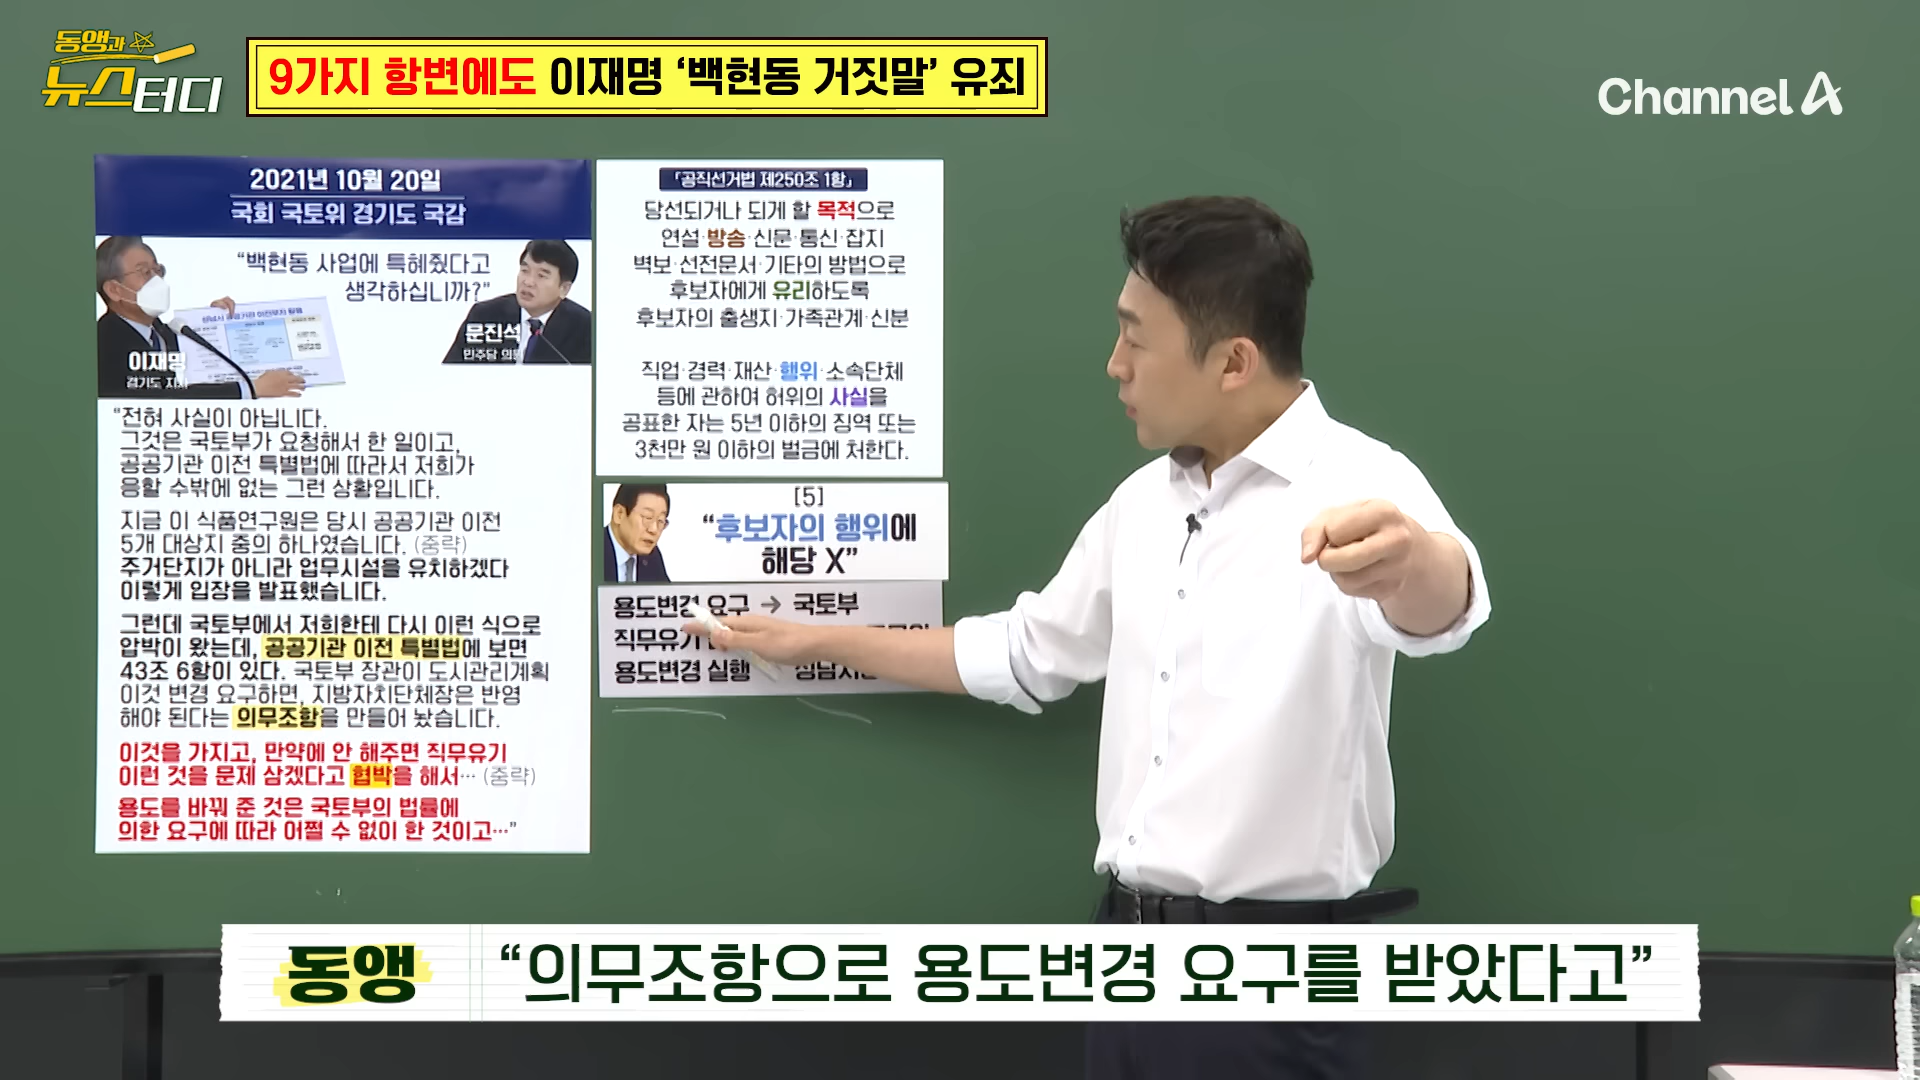 동앵과
뉴스터디
9가지 항변에도 이재명 ‘백현동 거짓말’ 유죄
Channel A
2021년 10월 20일
국회 국토위 경기도 국감
“백현동 사업에 특혜줬다고
생각하십니까?”
이재명
경기도 지사
문진석
민주당 의원
“전혀 사실이 아닙니다.
그것은 국토부가 요청해서 한 일이고,
공공기관 이전 특별법에 따라서 저희가
응할 수밖에 없는 그런 상황입니다.
지금 이 식품연구원은 당시 공공기관 이전
5개 대상지 중의 하나였습니다. (중략)
주거단지가 아니라 업무시설을 유치하겠다
이렇게 입장을 발표했습니다.
그런데 국토부에서 저희한테 다시 이런 식으로
압박이 왔는데, 공공기관 이전 특별법에 보면
43조 6항이 있다. 국토부 장관이 도시관리계획
이것 변경 요구하면, 지방자치단체장은 반영
해야 된다는 의무조항을 만들어 놨습니다.
이것을 가지고, 만약에 안 해주면 직무유기
이런 것을 문제 삼겠다고 협박을 해서… (중략)
용도를 바꿔 준 것은 국토부의 법률에
의한 요구에 따라 어쩔 수 없이 한 것이고…”
「공직선거법 제250조 1항」
당선되거나 되게 할 목적으로
연설·방송·신문·통신·잡지
벽보·선전문서·기타의 방법으로
후보자에게 유리하도록
후보자의 출생지·가족관계·신분
직업·경력·재산·행위·소속단체
등에 관하여 허위의 사실을
공표한 자는 5년 이하의 징역 또는
3천만 원 이하의 벌금에 처한다.
[5]
“후보자의 행위에
해당 X”
용도변경 요구 → 국토부
직무유기
용도변경 실행
동앵 “의무조항으로 용도변경 요구를 받았다고”